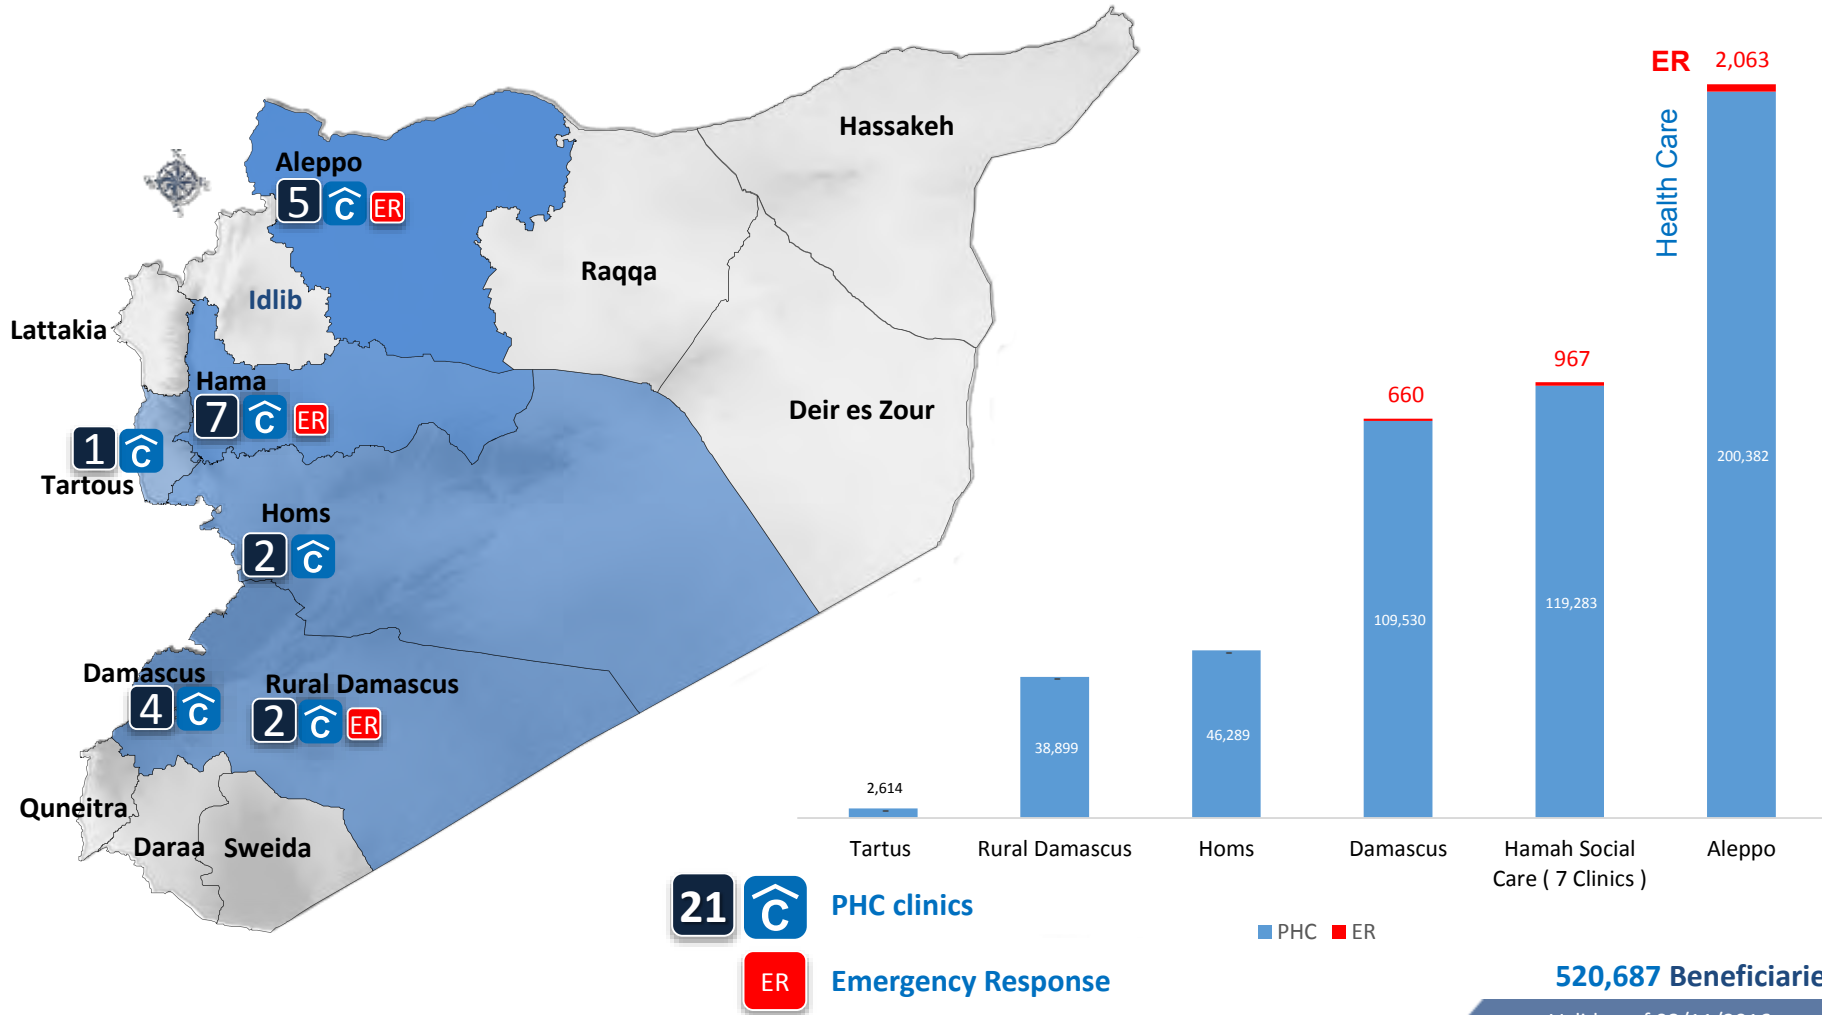 Aleppo
5 C ER
Hassakeh
Raqqa
Idlib
Lattakia
Hama
7 C ER
Deir es Zour
1 C
Tartous
Homs
2 C
Damascus
4 C
Rural Damascus
2 C ER
Quneitra
Daraa
Sweida
21 C PHC clinics
ER Emergency Response
ER 2,063
Health Care
967
660
200,382
119,283
109,530
46,289
38,899
2,614
Tartus
Rural Damascus
Homs
Damascus
Hamah Social
Care ( 7 Clinics )
Aleppo
PHC ER
520,687 Beneficiarie